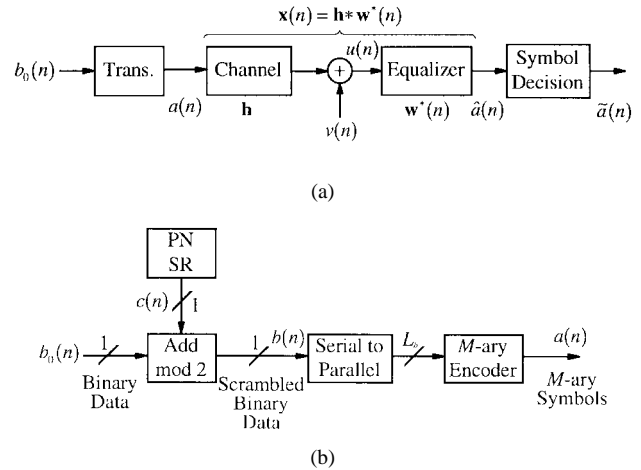 x(n) = h∗w*(n)
b₀(n)
Trans.
a(n)
Channel
h
+
u(n)
v(n)
Equalizer
w*(n)
â(n)
Symbol
Decision
ã(n)
(a)
PN
SR
c(n)
1
b₀(n)
1
Binary
Data
Add
mod 2
1
b(n)
Scrambled
Binary
Data
Serial to
Parallel
L_b
M-ary
Encoder
a(n)
M-ary
Symbols
(b)